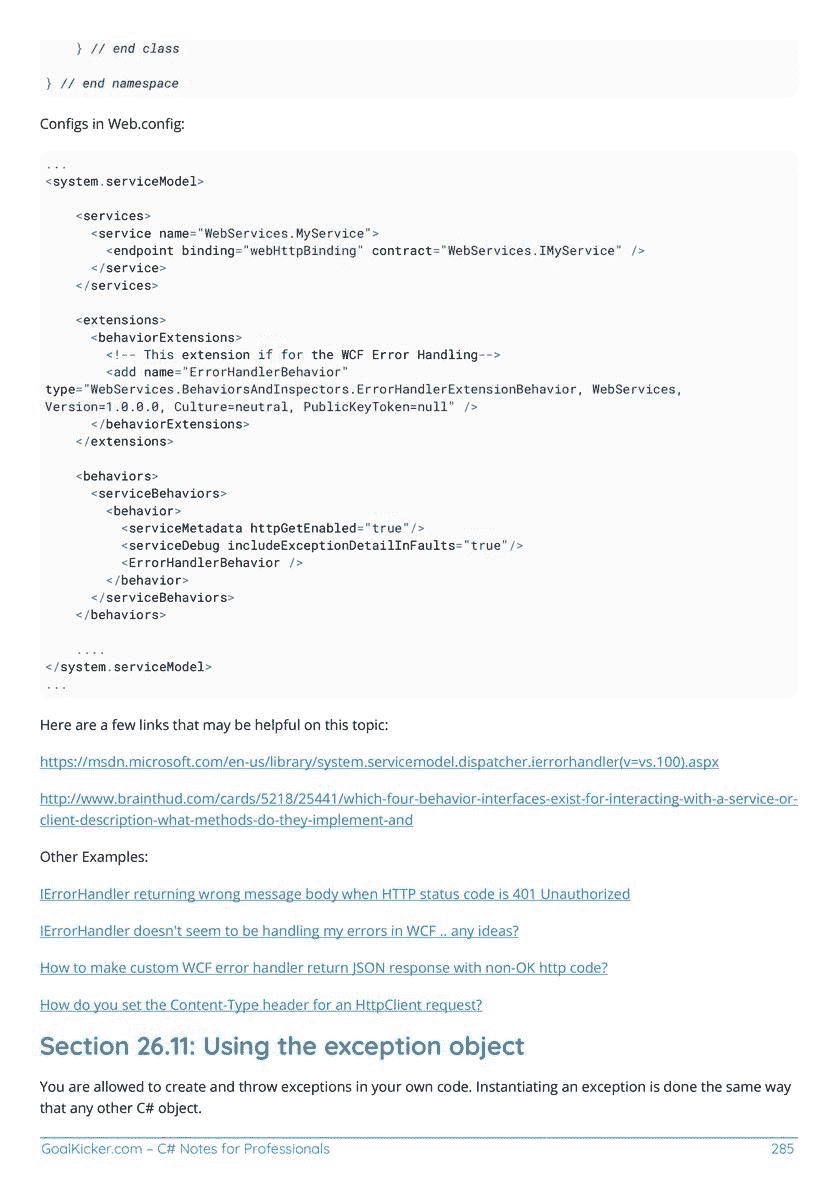 } // end class

} // end namespace

Configs in Web.config:

...
<system.serviceModel>

    <services>
      <service name="WebServices.MyService">
        <endpoint binding="webHttpBinding" contract="WebServices.IMyService" />
      </service>
    </services>

    <extensions>
      <behaviorExtensions>
        <!-- This extension if for the WCF Error Handling-->
        <add name="ErrorHandlerBehavior"
type="WebServices.BehaviorsAndInspectors.ErrorHandlerExtensionBehavior, WebServices,
Version=1.0.0.0, Culture=neutral, PublicKeyToken=null" />
      </behaviorExtensions>
    </extensions>

    <behaviors>
      <serviceBehaviors>
        <behavior>
          <serviceMetadata httpGetEnabled="true"/>
          <serviceDebug includeExceptionDetailInFaults="true"/>
          <ErrorHandlerBehavior />
        </behavior>
      </serviceBehaviors>
    </behaviors>

    ....
</system.serviceModel>
...

Here are a few links that may be helpful on this topic:

https://msdn.microsoft.com/en-us/library/system.servicemodel.dispatcher.ierrorhandler(v=vs.100).aspx

http://www.brainthud.com/cards/5218/25441/which-four-behavior-interfaces-exist-for-interacting-with-a-service-or-
client-description-what-methods-do-they-implement-and

Other Examples:

IErrorHandler returning wrong message body when HTTP status code is 401 Unauthorized

IErrorHandler doesn't seem to be handling my errors in WCF .. any ideas?

How to make custom WCF error handler return JSON response with non-OK http code?

How do you set the Content-Type header for an HttpClient request?

Section 26.11: Using the exception object

You are allowed to create and throw exceptions in your own code. Instantiating an exception is done the same way
that any other C# object.

GoalKicker.com – C# Notes for Professionals
285